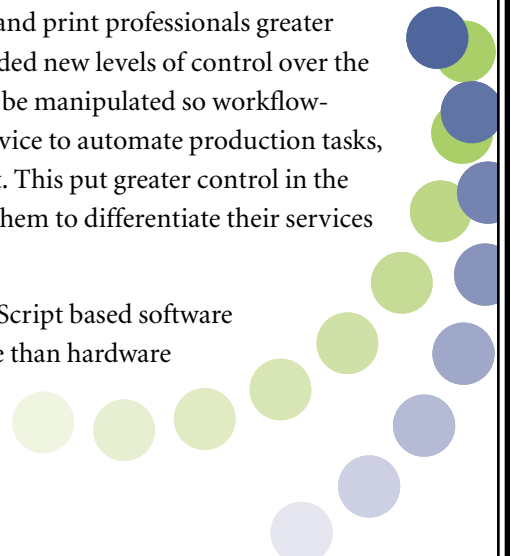 and print professionals greater
ded new levels of control over the
be manipulated so workflow-
vice to automate production tasks,
. This put greater control in the
hem to differentiate their services
Script based software
e than hardware